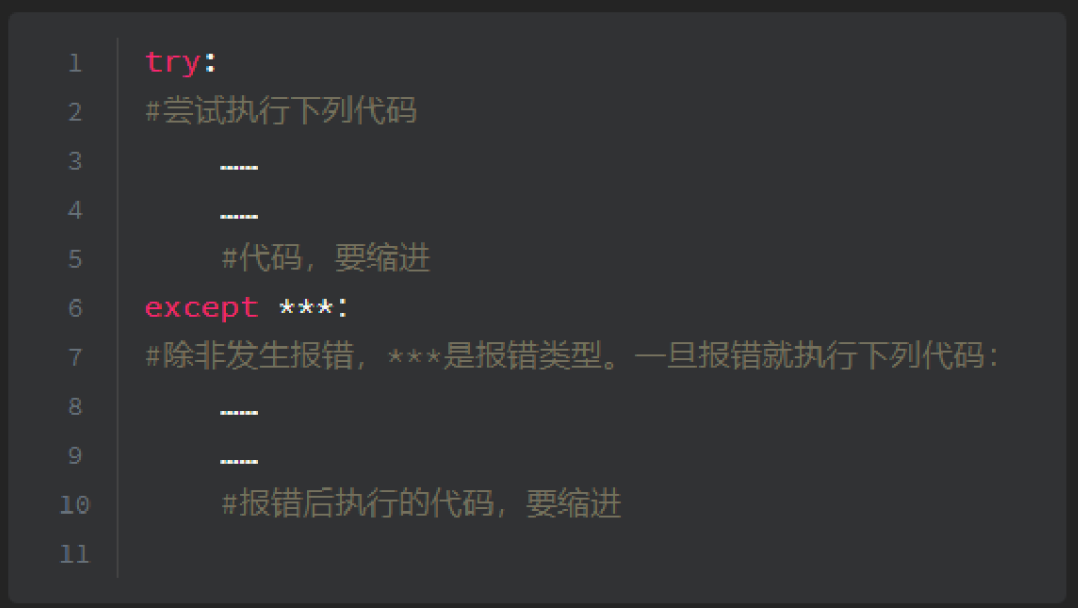 1 try:
2 #尝试执行下列代码
3 ……
4 ……
5 #代码，要缩进
6 except ***:
7 #除非发生报错，***是报错类型。一旦报错就执行下列代码：
8 ……
9 ……
10 #报错后执行的代码，要缩进
11